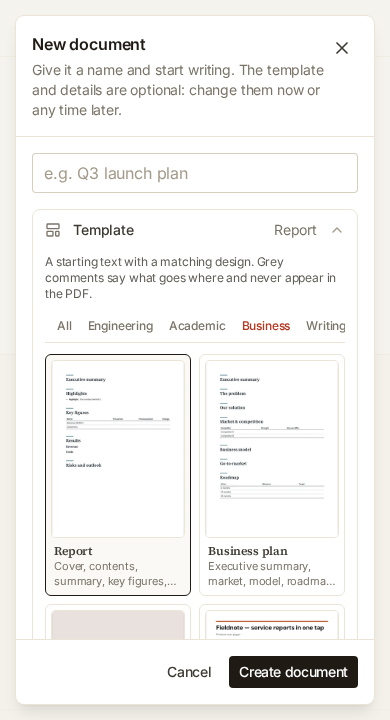 New document
Give it a name and start writing. The template
and details are optional: change them now or
any time later.
e.g. Q3 launch plan
Template
Report
A starting text with a matching design. Grey
comments say what goes where and never appear in
the PDF.
All Engineering Academic Business Writing
Executive summary
Highlights
Key figures
Results
Risks and outlook
Executive summary
The problem
Our solution
Market & competition
Business model
Go-to-market
Roadmap
Report
Cover, contents,
summary, key figures,...
Business plan
Executive summary,
market, model, roadma...
Fieldnote — service reports in one tap
Cancel
Create document